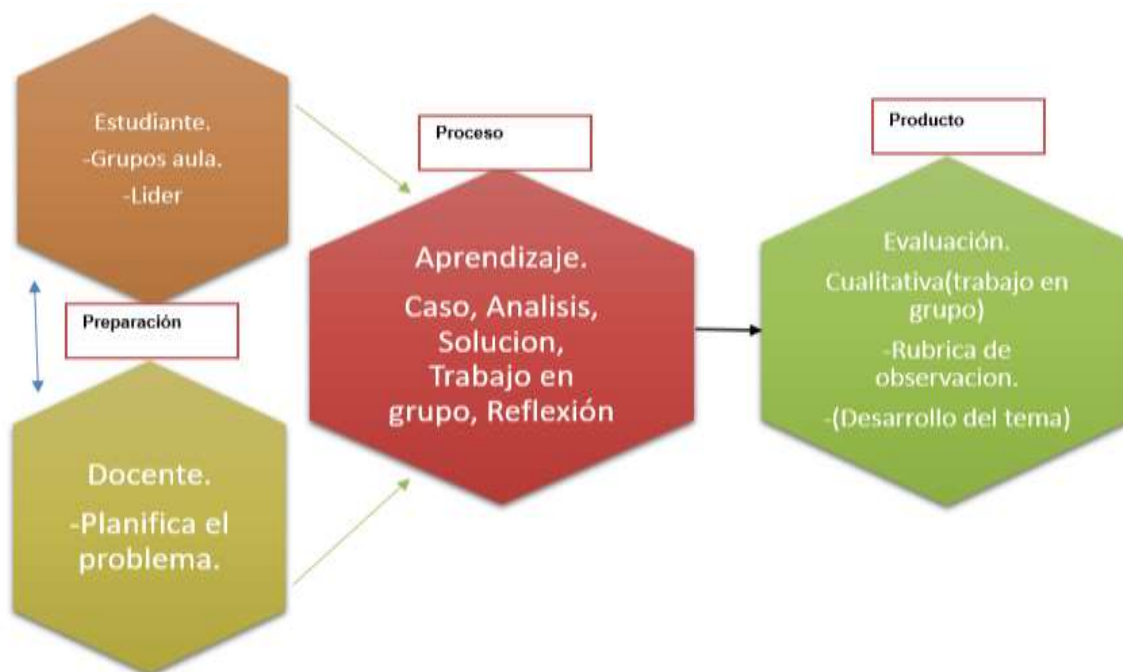 Estudiante.
-Grupos aula.
-Lider
Preparación
Docente.
-Planifica el
problema.
Proceso
Aprendizaje.
Caso, Analisis,
Solucion,
Trabajo en
grupo, Reflexión
Producto
Evaluación.
Cualitativa(trabajo en
grupo)
-Rubrica de
observacion.
-(Desarrollo del tema)